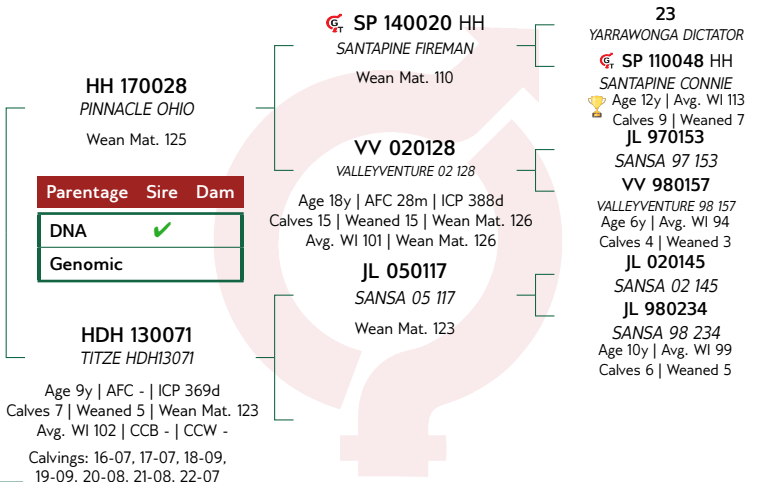 23
YARRAWONGA DICTATOR
SP 140020 HH
SANTAPINE FIREMAN
Wean Mat. 110
SP 110048 HH
SANTAPINE CONNIE
Age 12y | Avg. WI 113
Calves 9 | Weaned 7
HH 170028
PINNACLE OHIO
Wean Mat. 125
JL 970153
SANSA 97 153
VV 020128
VALLEYVENTURE 02 128
Age 18y | AFC 28m | ICP 388d
Calves 15 | Weaned 15 | Wean Mat. 126
Avg. WI 101 | Wean Mat. 126
VV 980157
VALLEYVENTURE 98 157
Age 6y | Avg. WI 94
Calves 4 | Weaned 3
Parentage Sire Dam
DNA ✔
Genomic
JL 020145
SANSA 02 145
JL 050117
SANSA 05 117
Wean Mat. 123
JL 980234
SANSA 98 234
Age 10y | Avg. WI 99
Calves 6 | Weaned 5
HDH 130071
TITZE HDH13071
Age 9y | AFC - | ICP 369d
Calves 7 | Weaned 5 | Wean Mat. 123
Avg. WI 102 | CCB - | CCW -
Calvings: 16-07, 17-07, 18-09,
19-09, 20-08, 21-08, 22-07